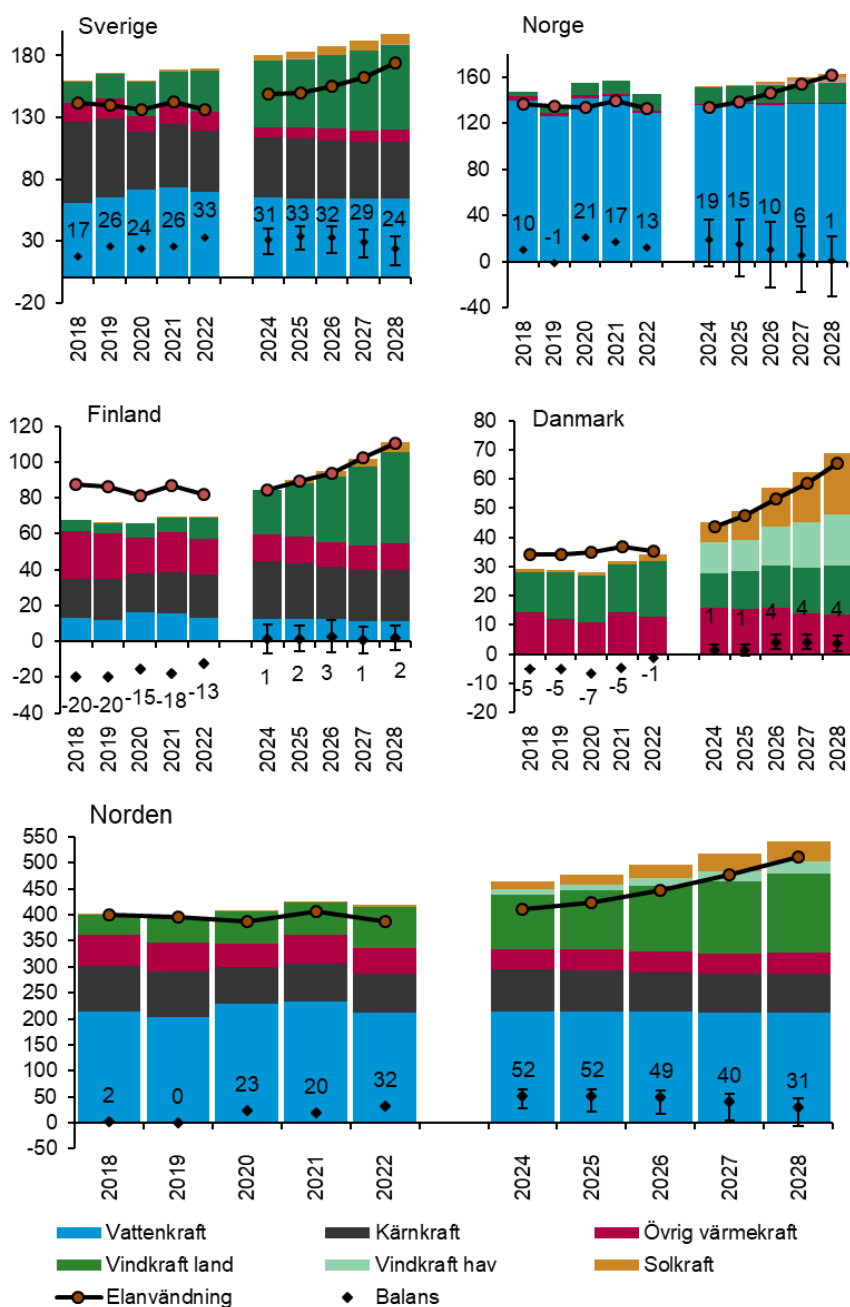 Sverige
180
130
80
30
-20
17 26 24 26 33 31 33 32 29 24
2018 2019 2020 2021 2022 2024 2025 2026 2027 2028
Norge
160
120
80
40
0
-40
10 -1 21 17 13 19 15 10 6 1
2018 2019 2020 2021 2022 2024 2025 2026 2027 2028
Finland
120
100
80
60
40
20
0
-20
-40
-20 -20 -15 -18 -13 1 2 3 1 2
2018 2019 2020 2021 2022 2024 2025 2026 2027 2028
Danmark
80
70
60
50
40
30
20
10
0
-10
-20
-5 -5 -7 -5 -1 1 1 4 4 4
2018 2019 2020 2021 2022 2024 2025 2026 2027 2028
Norden
550
500
450
400
350
300
250
200
150
100
50
0
-50
2 0 23 20 32 52 52 49 40 31
2018 2019 2020 2021 2022 2024 2025 2026 2027 2028
Vattenkraft Kärnkraft Övrig värmekraft
Vindkraft land Vindkraft hav Solkraft
Elanvändning Balans